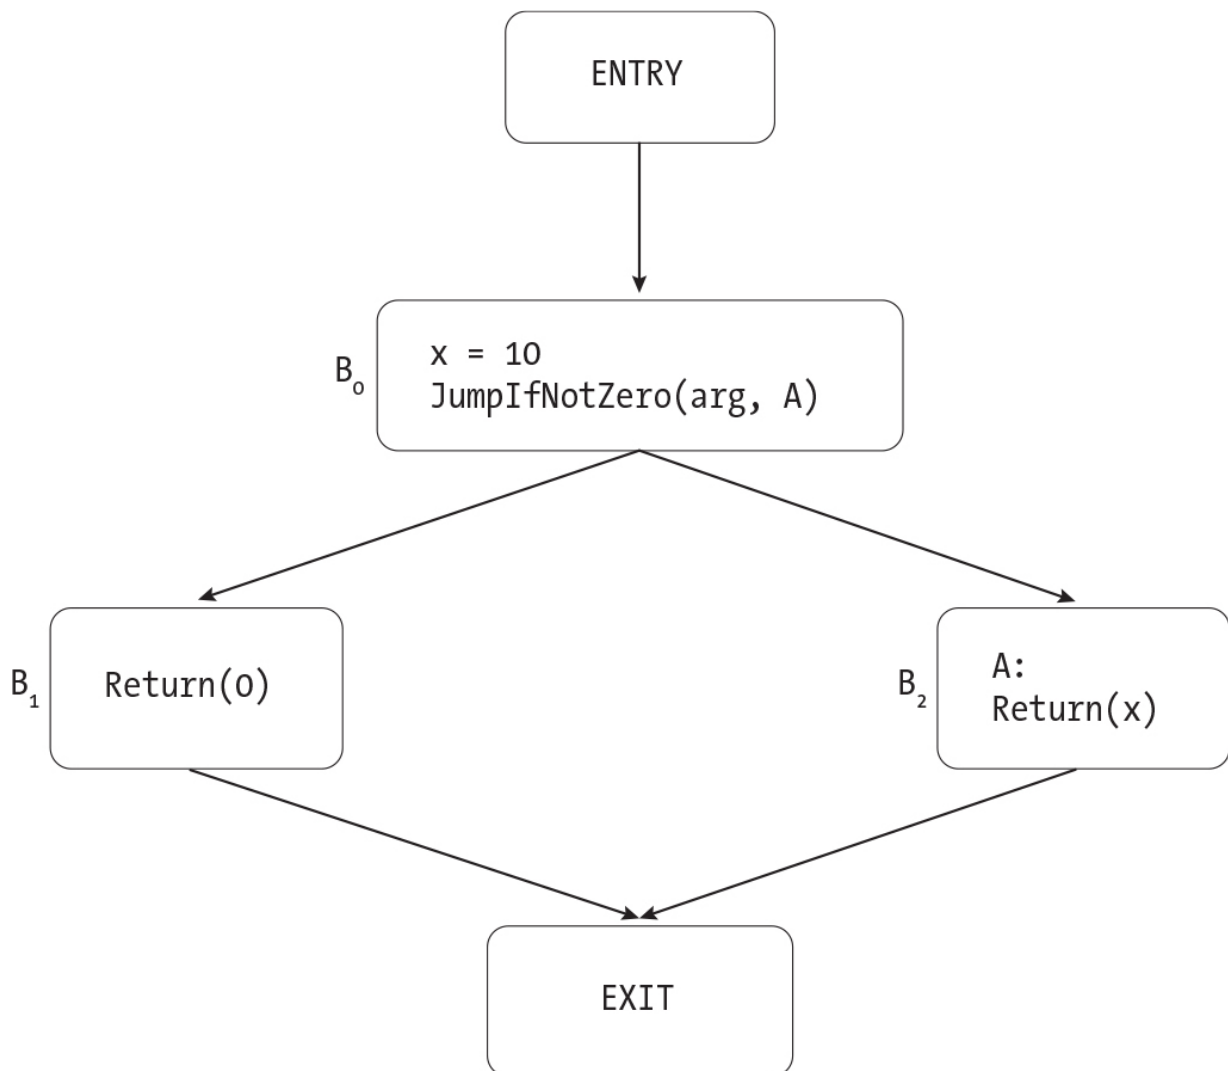 ENTRY
B₀
x = 10
JumpIfNotZero(arg, A)
B₁
Return(0)
B₂
A:
Return(x)
EXIT